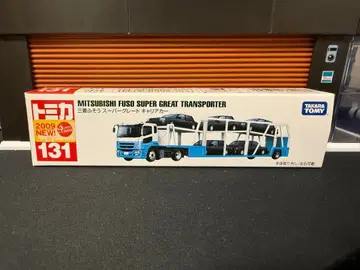 トミカ
2009
NEW!
131
MITSUBISHI FUSO SUPER GREAT TRANSPORTER
三菱ふそう スーパーグレート キャリアカー
TAKARA
TOMY